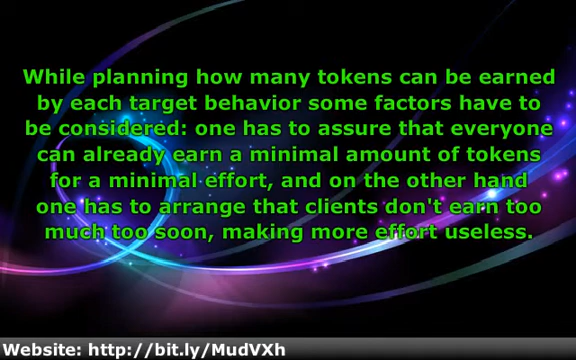 While planning how many tokens can be earned
by each target behavior some factors have to
be considered: one has to assure that everyone
can already earn a minimal amount of tokens
for a minimal effort, and on the other hand
one has to arrange that clients don't earn too
much too soon, making more effort useless.
Website: http://bit.ly/MudVXh